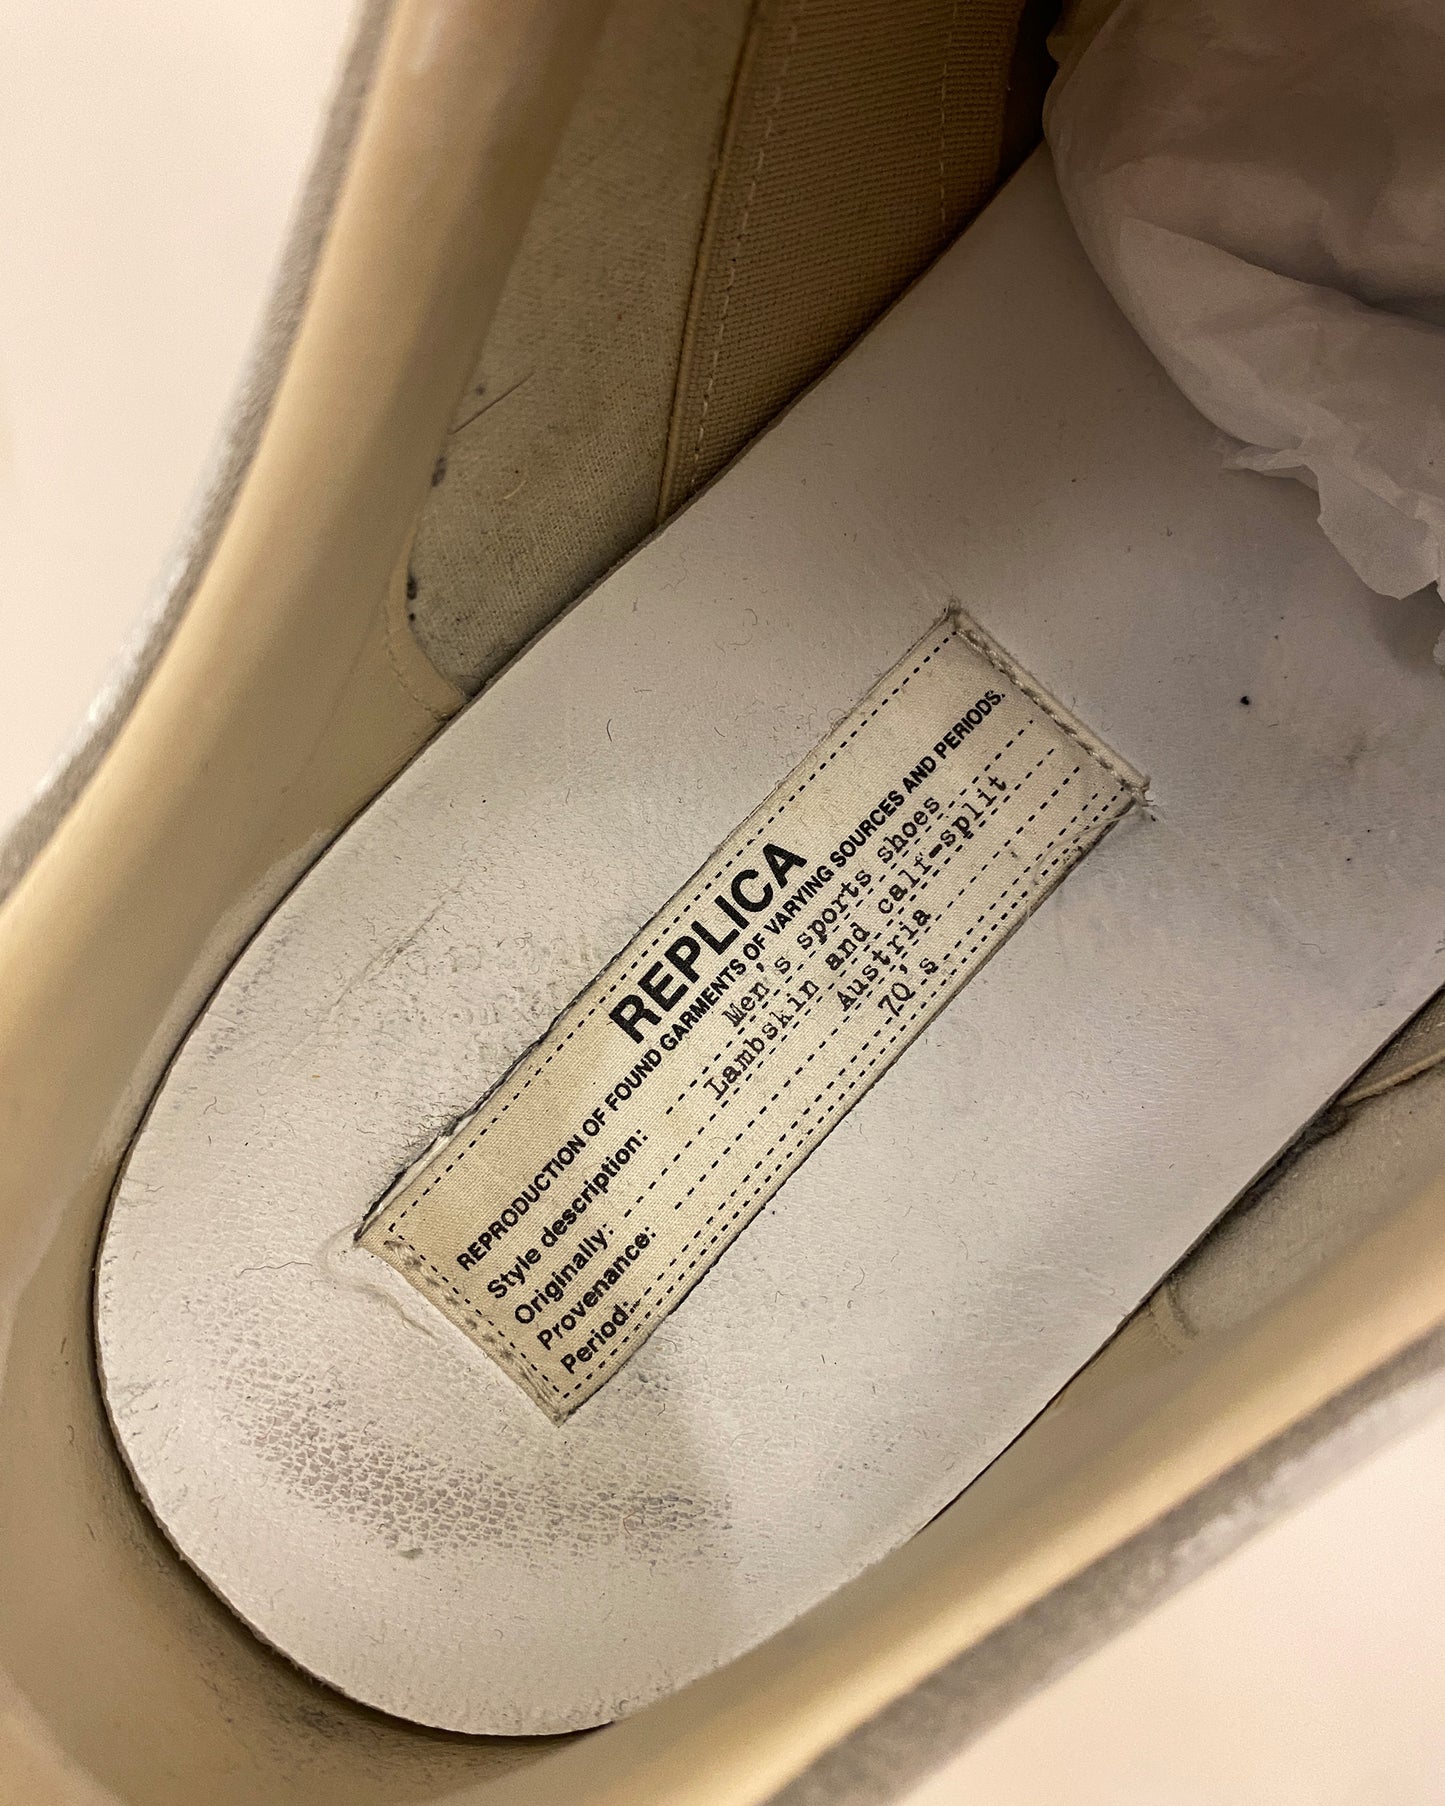 REPLICA
REPRODUCTION OF FOUND GARMENTS OF VARYING SOURCES AND PERIODS.
Style description: Men's sports shoes
Originally: Lambskin and calf-split
Provenance: Austria
Period: 70's